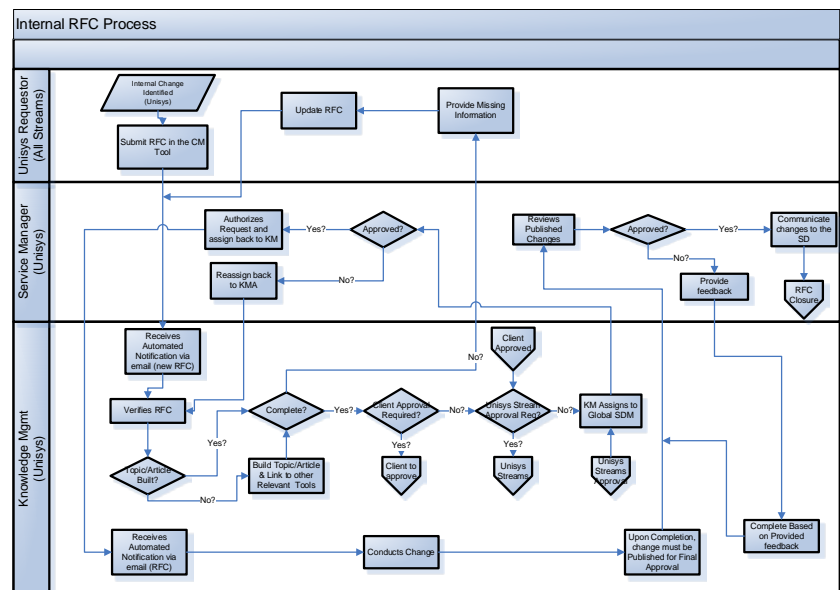 Internal RFC Process
Unisys Requestor
(All Streams)
Internal Change
Identified
(Unisys)
Submit RFC in the CM
Tool
Update RFC
Provide Missing
Information
Service Manager
(Unisys)
Authorizes
Request and
assign back to KM
Yes?
Approved?
No?
Reassign back
to KMA
Reviews
Published
Changes
Approved?
Yes?
Communicate
changes to the
SD
No?
Provide
feedback
RFC
Closure
Knowledge Mgmt
(Unisys)
Receives
Automated
Notification via
email (new RFC)
Verifies RFC
Topic/Article
Built?
Yes?
No?
Complete?
No?
Yes?
Build Topic/Article
& Link to other
Relevant Tools
Client Approval
Required?
No?
Yes?
Client to
approve
Client
Approved
Unisys Stream
Approval Req?
No?
Yes?
Unisys
Streams
KM Assigns to
Global SDM
Unisys
Streams
Approval
Receives
Automated
Notification via
email (RFC)
Conducts Change
Upon Completion,
change must be
Published for Final
Approval
Complete Based
on Provided
feedback